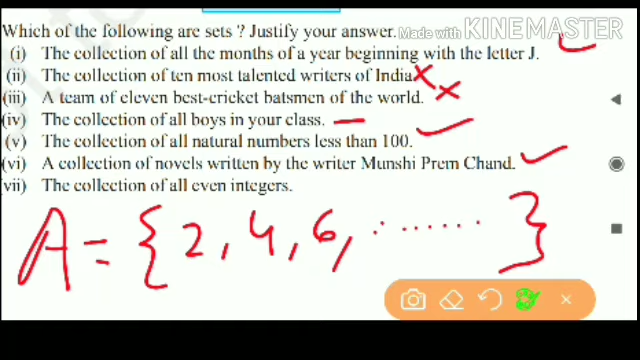 Which of the following are sets ? Justify your answer.
Made with KINEMASTER
(i) The collection of all the months of a year beginning with the letter J.
(ii) The collection of ten most talented writers of India.
(iii) A team of eleven best-cricket batsmen of the world.
(iv) The collection of all boys in your class.
(v) The collection of all natural numbers less than 100.
(vi) A collection of novels written by the writer Munshi Prem Chand.
(vii) The collection of all even integers.
A = { 2, 4, 6, ........ }